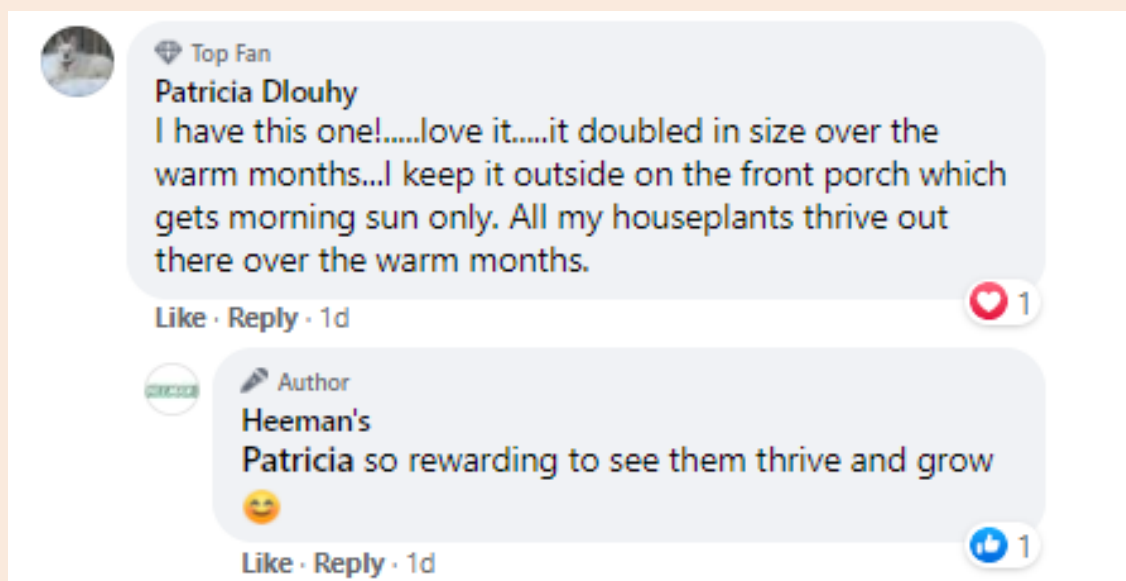 Top Fan
Patricia Dlouhy
I have this one!.....love it.....it doubled in size over the
warm months...I keep it outside on the front porch which
gets morning sun only. All my houseplants thrive out
there over the warm months.
Like · Reply · 1d
1
Author
Heeman's
Patricia so rewarding to see them thrive and grow
😊
Like · Reply · 1d
1